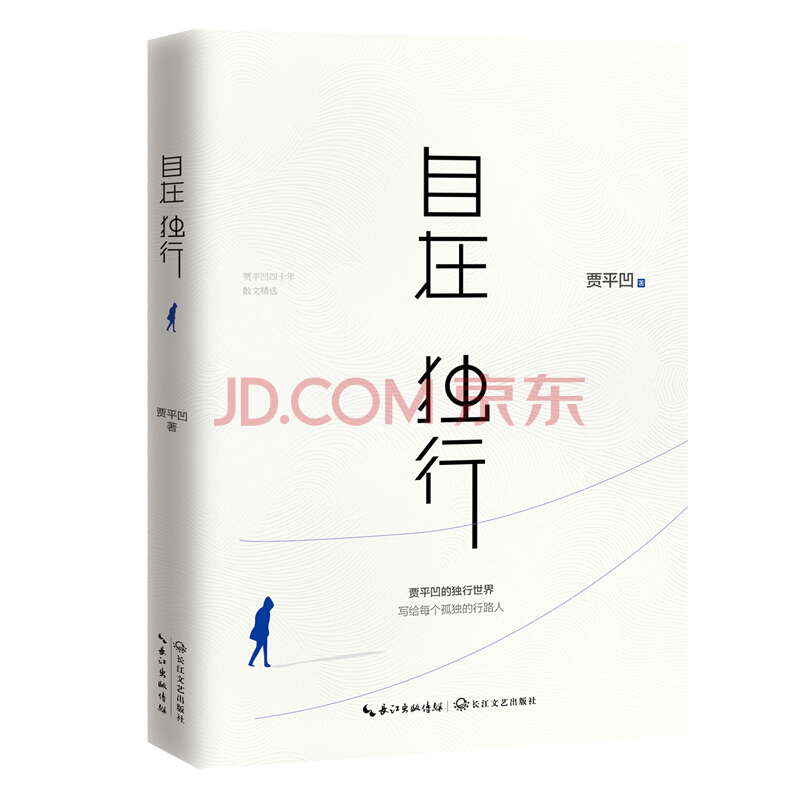 自在
独行
贾平凹
著
长江出版传媒
长江文艺出版社
自在
独行
贾平凹四十年
散文精选
贾平凹 著
JD.COM 京东
贾平凹的独行世界
写给每个孤独的行路人
长江出版传媒 长江文艺出版社